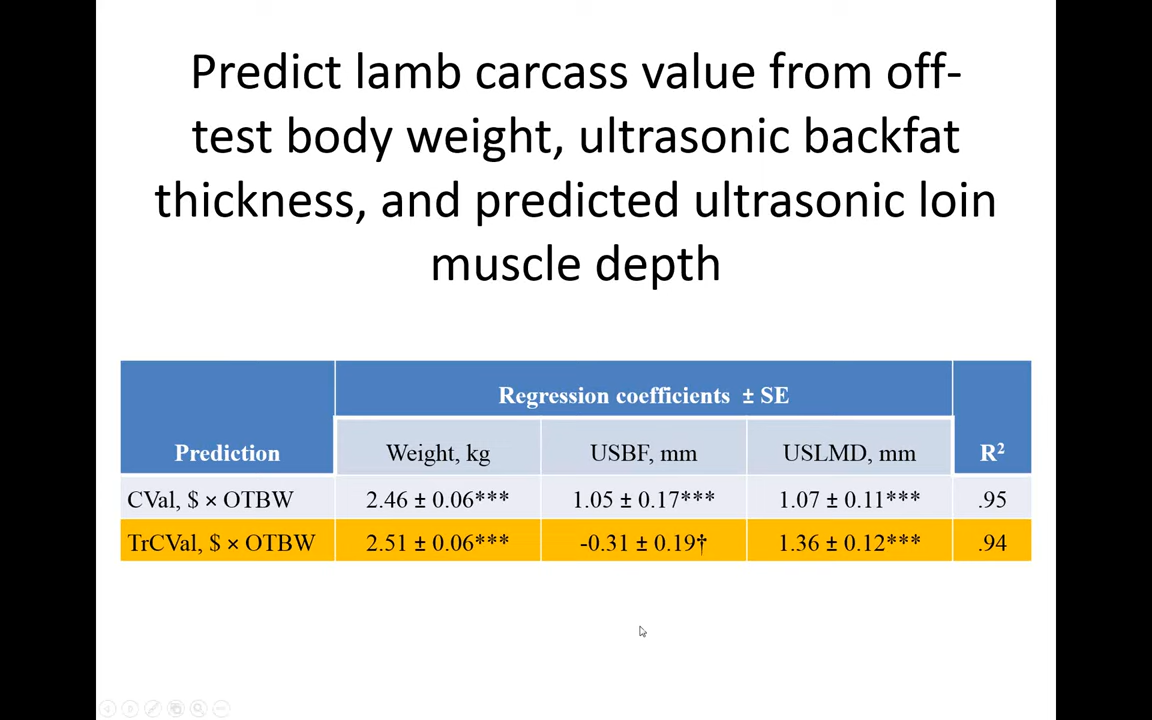 Predict lamb carcass value from off-
test body weight, ultrasonic backfat
thickness, and predicted ultrasonic loin
muscle depth
Regression coefficients ± SE
Prediction
Weight, kg
USBF, mm
USLMD, mm
R²
CVal, $ × OTBW 2.46 ± 0.06*** 1.05 ± 0.17*** 1.07 ± 0.11*** .95
TrCVal, $ × OTBW 2.51 ± 0.06*** -0.31 ± 0.19† 1.36 ± 0.12*** .94